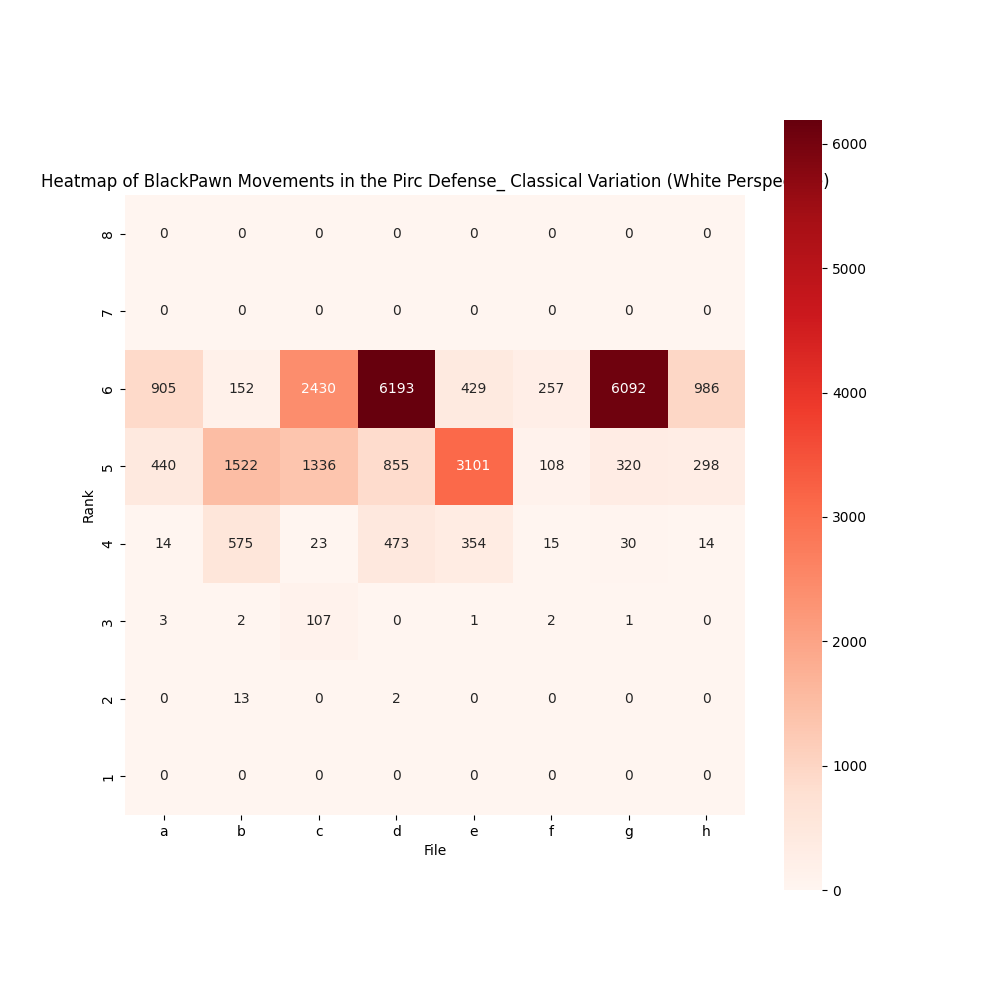 6000
Heatmap of BlackPawn Movements in the Pirc Defense_ Classical Variation (White Perspe )
8 0 0 0 0 0 0 0 0
5000
7 0 0 0 0 0 0 0 0
6 905 152 2430 6193 429 257 6092 986
4000
5 440 1522 1336 855 3101 108 320 298
Rank
3000
4 14 575 23 473 354 15 30 14
3 3 2 107 0 1 2 1 0
2000
2 0 13 0 2 0 0 0 0
1 0 0 0 0 0 0 0 0
1000
a b c d e f g h
File
0